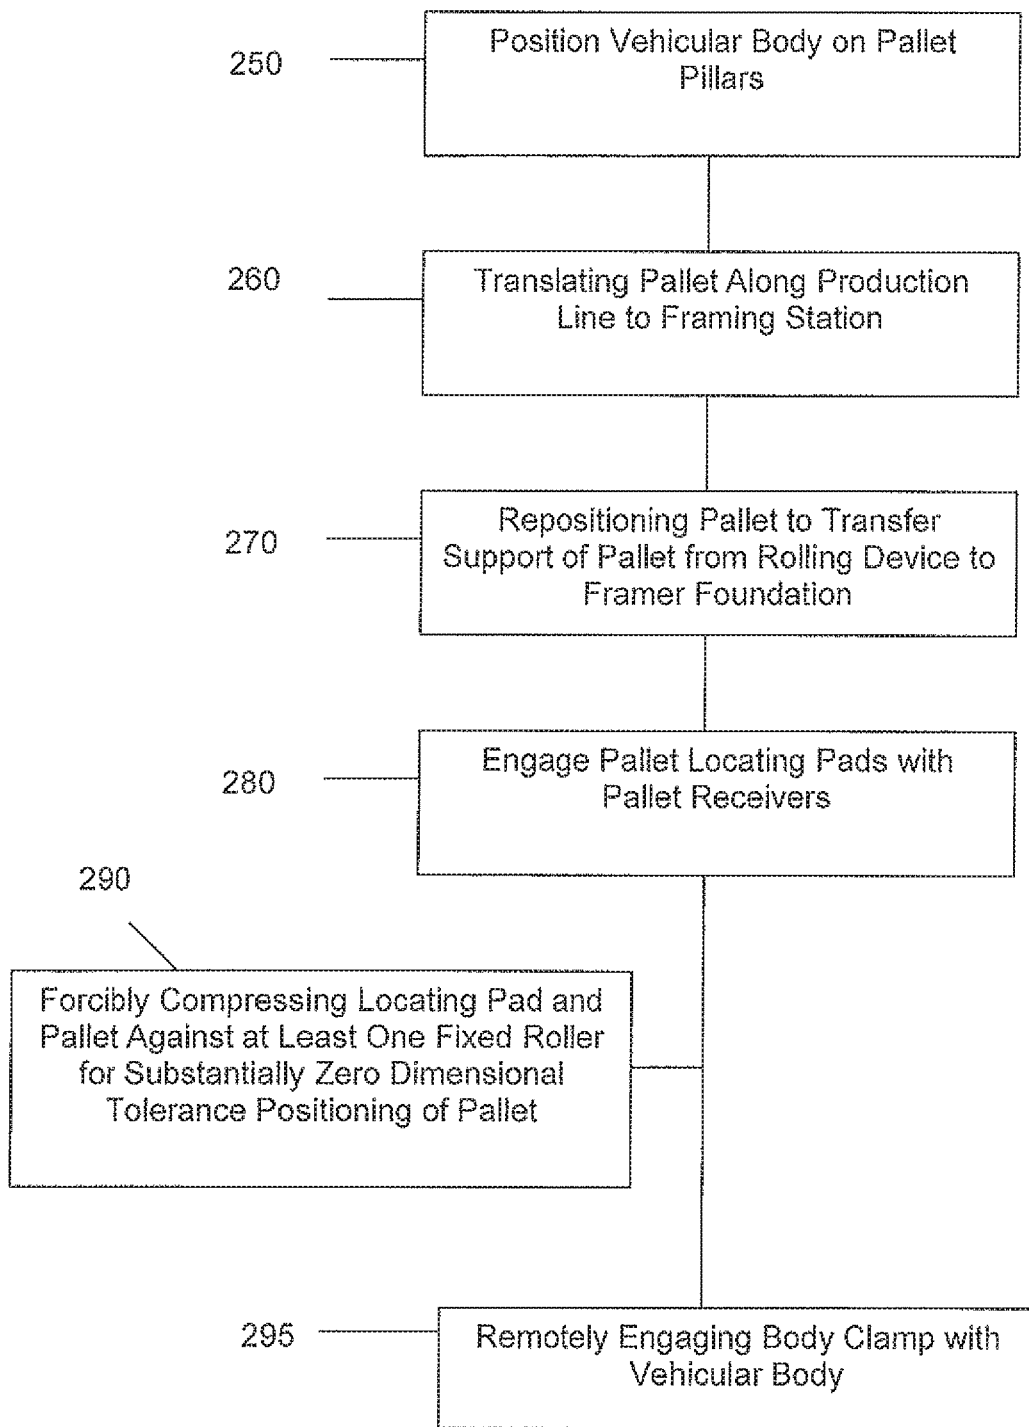 250
Position Vehicular Body on Pallet
Pillars
260
Translating Pallet Along Production
Line to Framing Station
270
Repositioning Pallet to Transfer
Support of Pallet from Rolling Device to
Framer Foundation
280
Engage Pallet Locating Pads with
Pallet Receivers
290
Forcibly Compressing Locating Pad and
Pallet Against at Least One Fixed Roller
for Substantially Zero Dimensional
Tolerance Positioning of Pallet
295
Remotely Engaging Body Clamp with
Vehicular Body